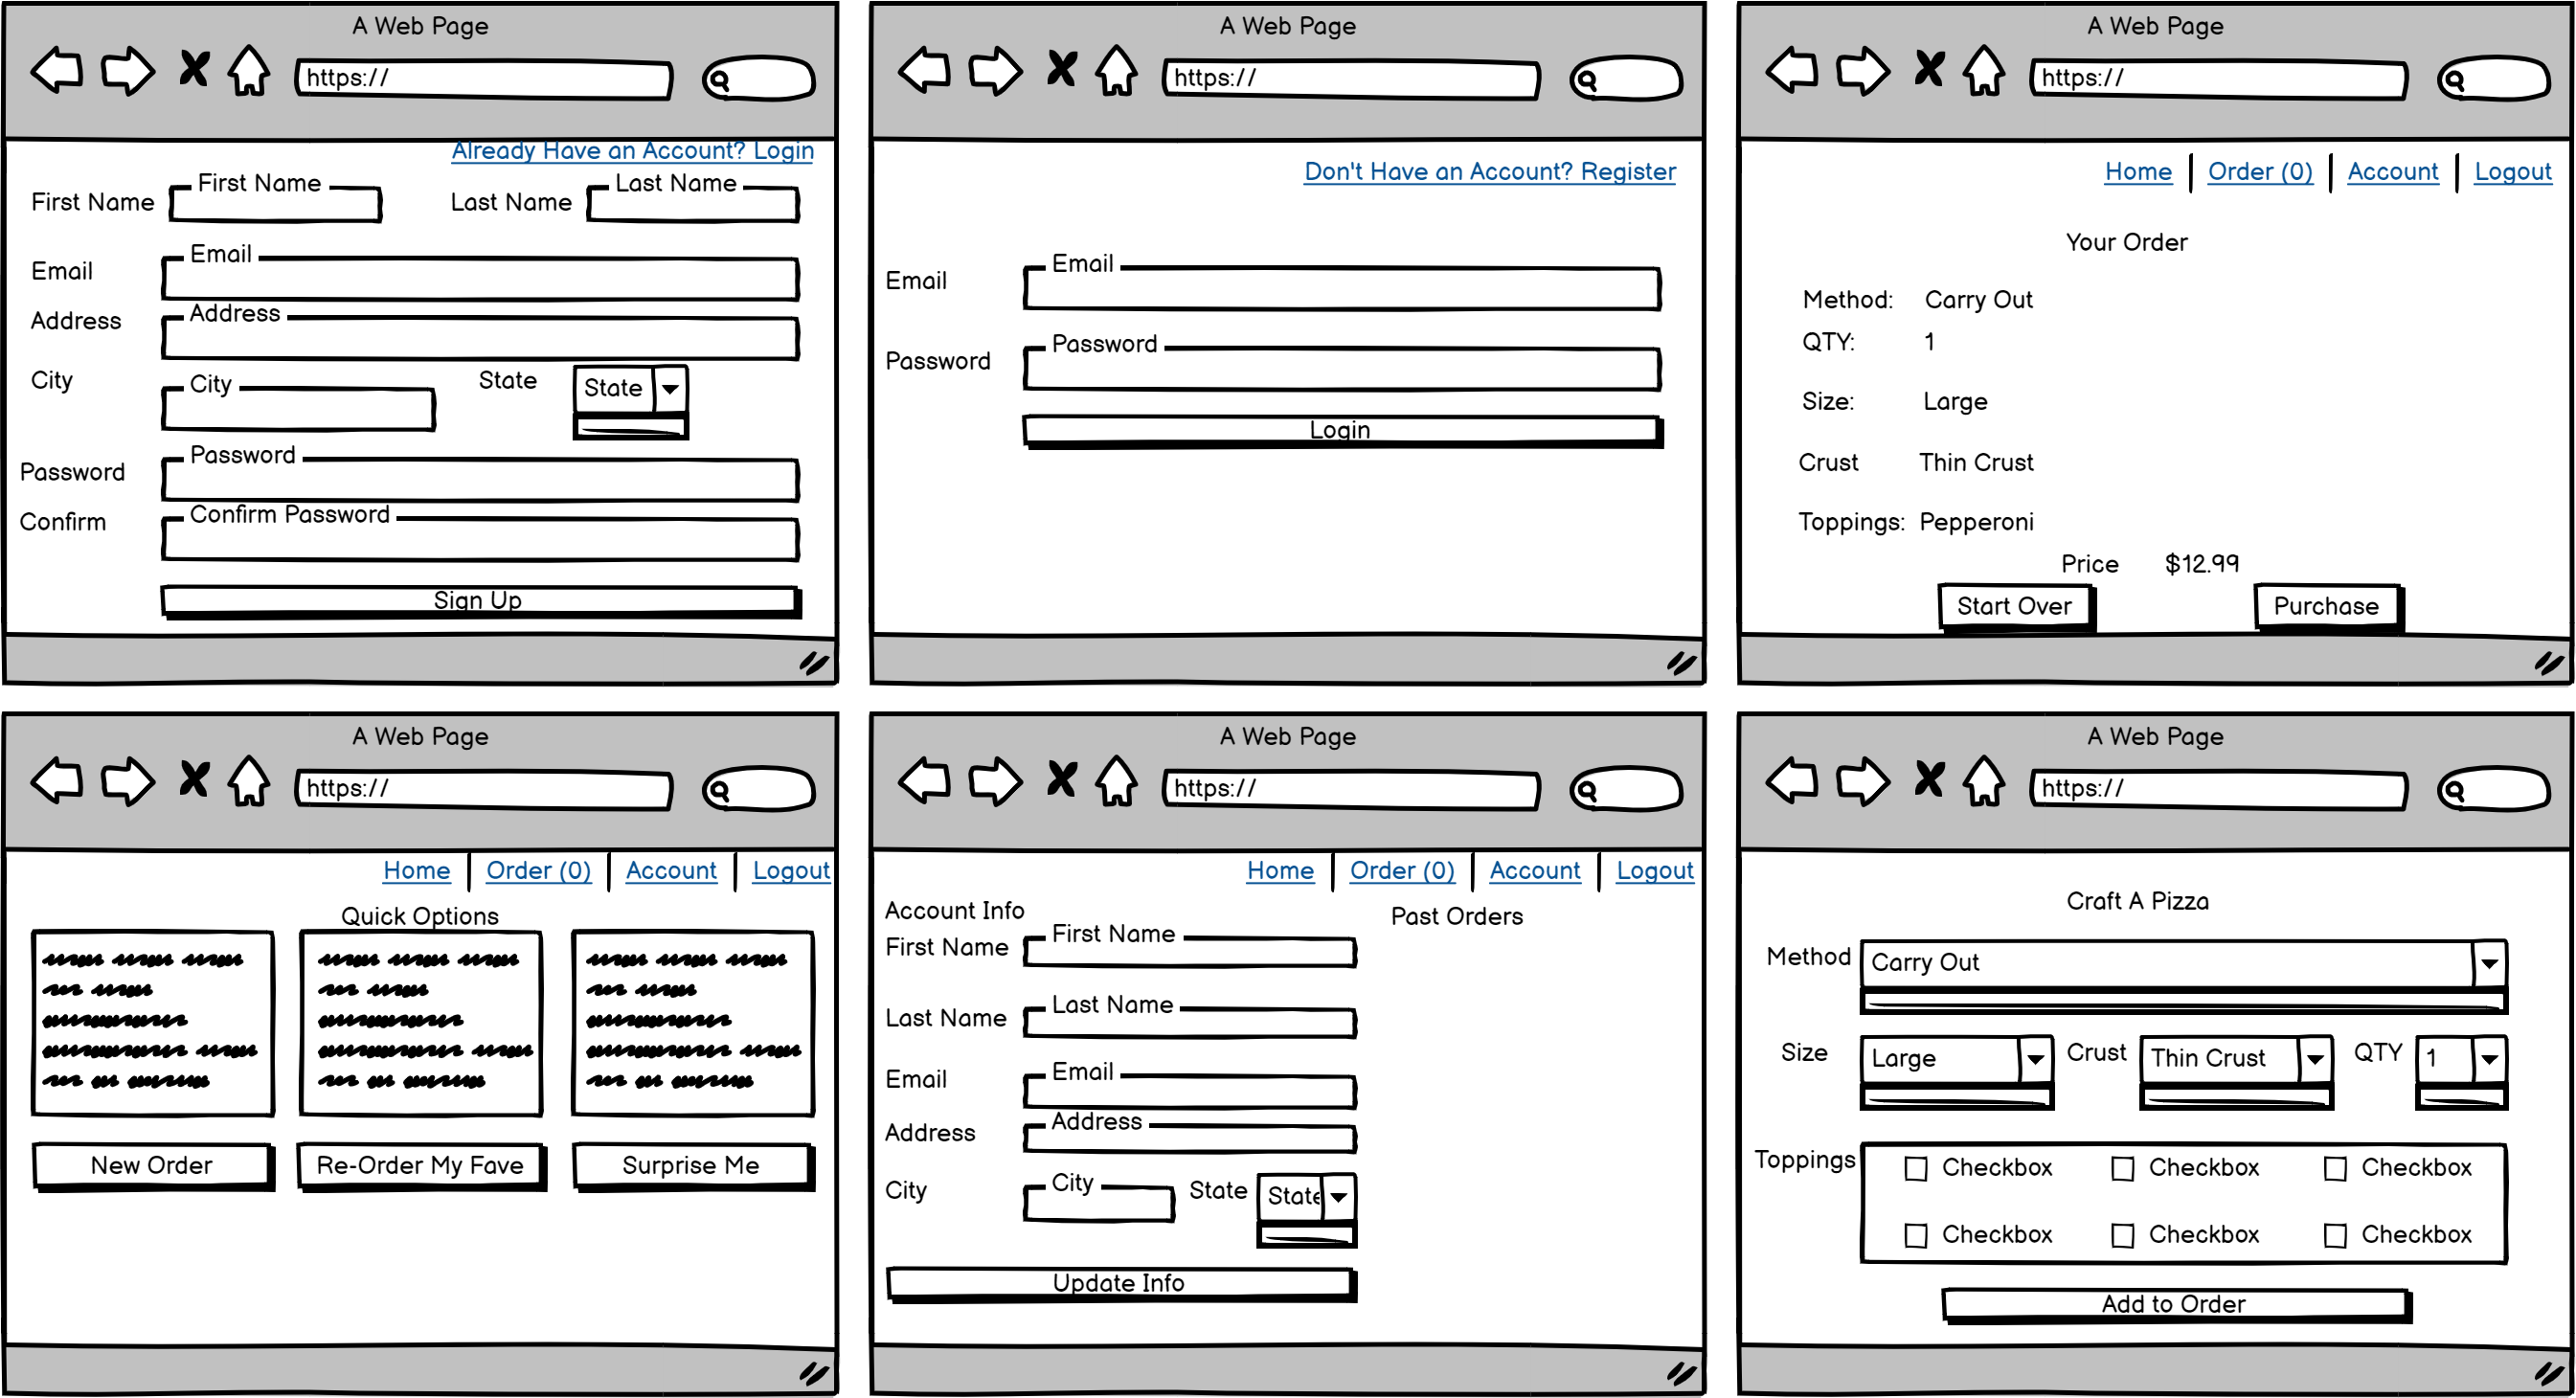 A Web Page
https://
Already Have an Account? Login
First Name First Name Last Name Last Name
Email Email
Address Address
City City State State
Password Password
Confirm Confirm Password
Sign Up
A Web Page
https://
Don't Have an Account? Register
Email Email
Password Password
Login
A Web Page
https://
Home Order (0) Account Logout
Your Order
Method: Carry Out
QTY: 1
Size: Large
Crust Thin Crust
Toppings: Pepperoni
Price $12.99
Start Over Purchase
A Web Page
https://
Home Order (0) Account Logout
Quick Options
New Order Re-Order My Fave Surprise Me
A Web Page
https://
Home Order (0) Account Logout
Account Info Past Orders
First Name First Name
Last Name Last Name
Email Email
Address Address
City City State State
Update Info
A Web Page
https://
Craft A Pizza
Method Carry Out
Size Large Crust Thin Crust QTY 1
Toppings Checkbox Checkbox Checkbox
Checkbox Checkbox Checkbox
Add to Order